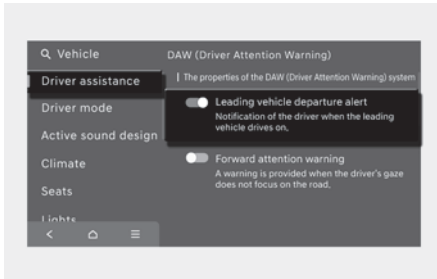 Vehicle
DAW (Driver Attention Warning)
Driver assistance
The properties of the DAW (Driver Attention Warning) system
Driver mode
Leading vehicle departure alert
Notification of the driver when the leading
vehicle drives on.
Active sound design
Climate
Forward attention warning
A warning is provided when the driver's gaze
does not focus on the road.
Seats
Lights